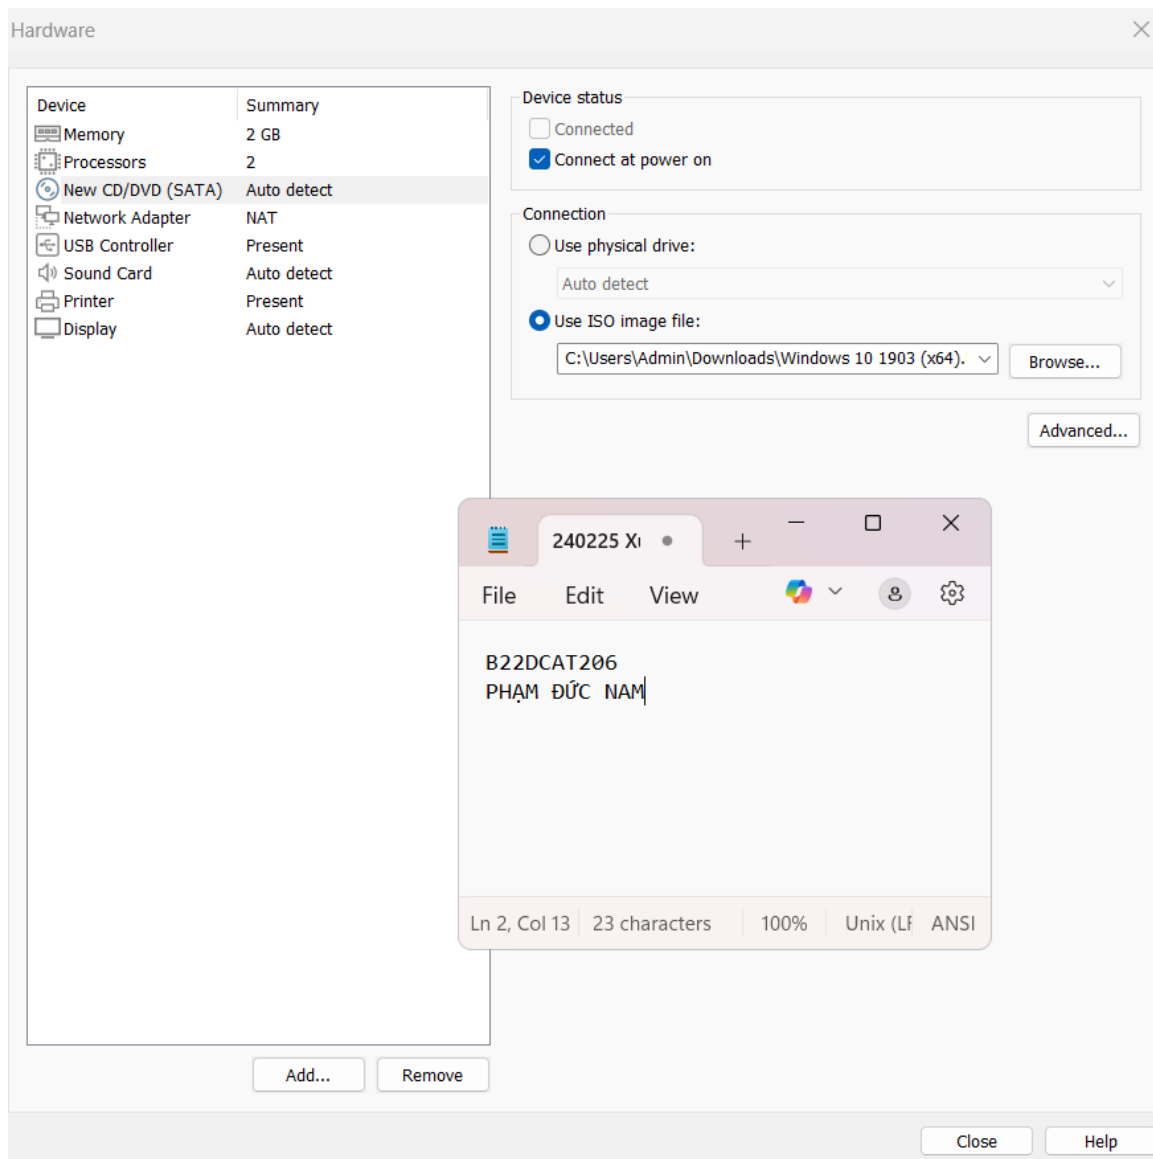 Hardware
Device Summary
Memory 2 GB
Processors 2
New CD/DVD (SATA) Auto detect
Network Adapter NAT
USB Controller Present
Sound Card Auto detect
Printer Present
Display Auto detect
Add...
Remove
Device status
Connected
Connect at power on
Connection
Use physical drive:
Auto detect
Use ISO image file:
C:\Users\Admin\Downloads\Windows 10 1903 (x64).
Browse...
Advanced...
240225
File Edit View
B22DCAT206
PHẠM ĐỨC NAM
Ln 2, Col 13 23 characters 100% Unix (LF ANSI
Close
Help